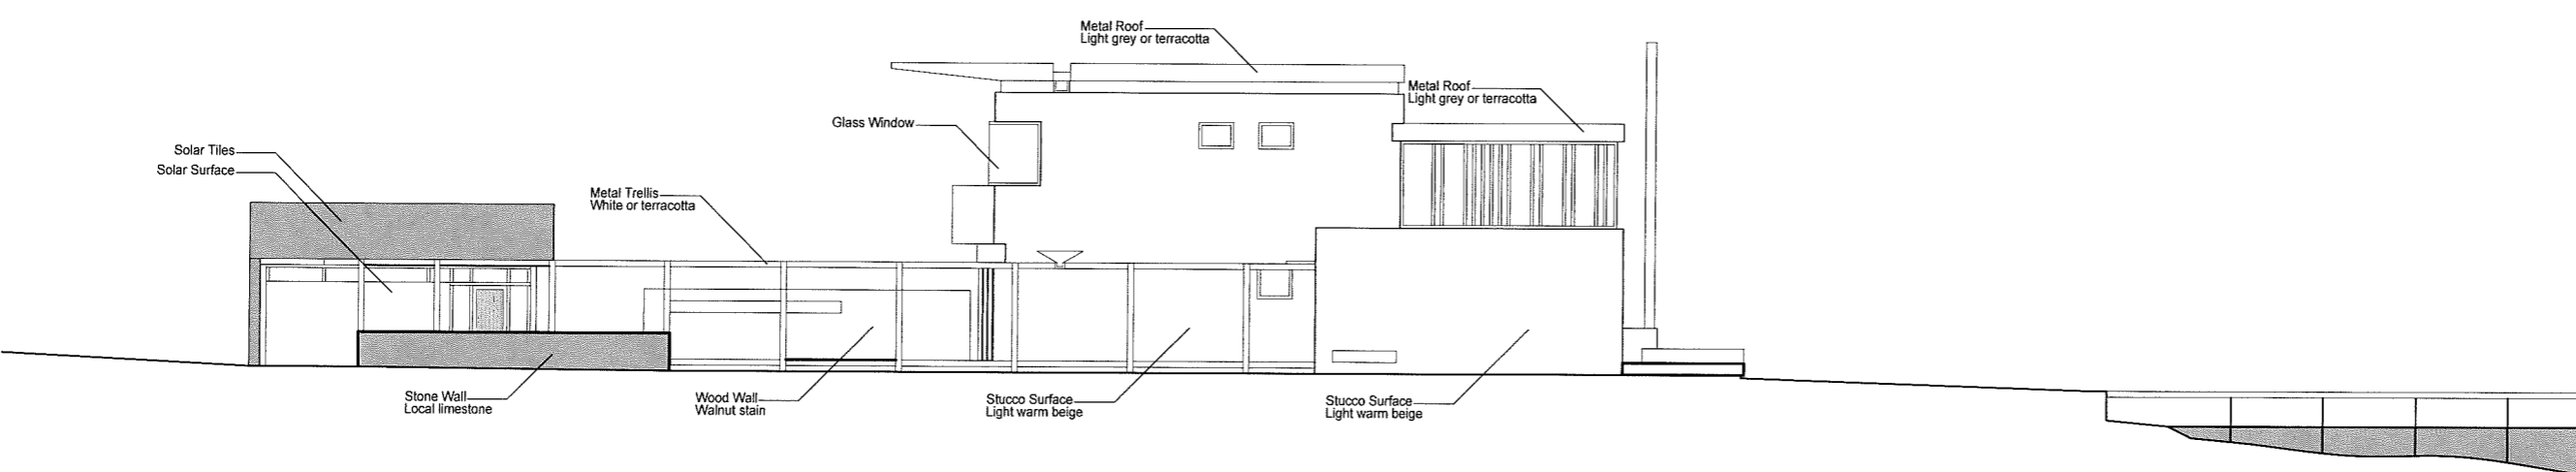 Metal Roof
Light grey or terracotta
Metal Roof
Light grey or terracotta
Glass Window
Solar Tiles
Solar Surface
Metal Trellis
White or terracotta
Stone Wall
Local limestone
Wood Wall
Walnut stain
Stucco Surface
Light warm beige
Stucco Surface
Light warm beige